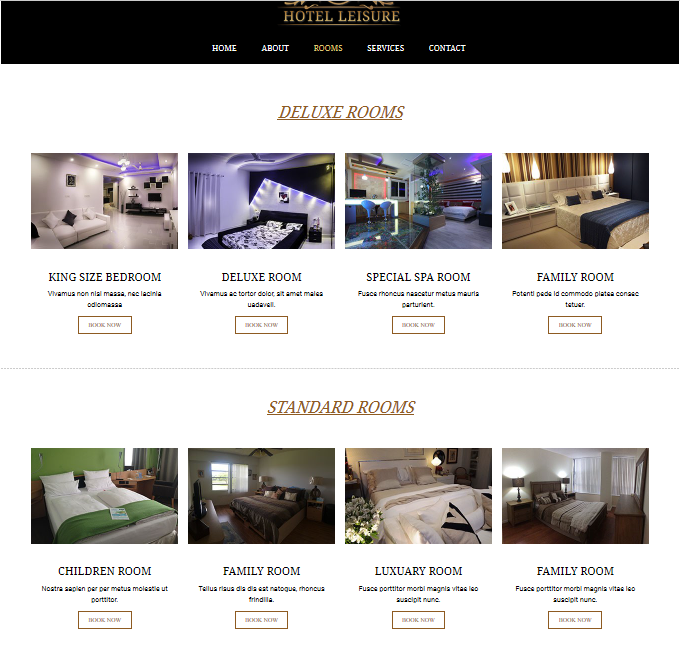 HOTEL LEISURE
HOME ABOUT ROOMS SERVICES CONTACT
DELUXE ROOMS
KING SIZE BEDROOM
Vivamus non nisi massa, nec lacinia
odiomassa
BOOK NOW
DELUXE ROOM
Vivamus ac tortor dolor, sit amet males
uadavell.
BOOK NOW
SPECIAL SPA ROOM
Fusce rhoncus nascetur metus mauris
parturient.
BOOK NOW
FAMILY ROOM
Potenti pede id commodo platea consec
tetuer.
BOOK NOW
STANDARD ROOMS
CHILDREN ROOM
Nostra sapien per per metus molestie ut
porttitor.
BOOK NOW
FAMILY ROOM
Tellus risus dis dis est natoque, rhoncus
fringilla.
BOOK NOW
LUXUARY ROOM
Fusce porttitor morbi magnis vitae leo
suscipit nunc.
BOOK NOW
FAMILY ROOM
Fusce porttitor morbi magnis vitae leo
suscipit nunc.
BOOK NOW